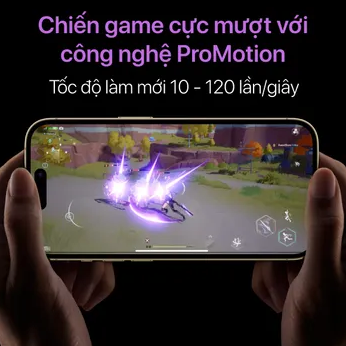 Chiến game cực mượt với
công nghệ ProMotion
Tốc độ làm mới 10 - 120 lần/giây